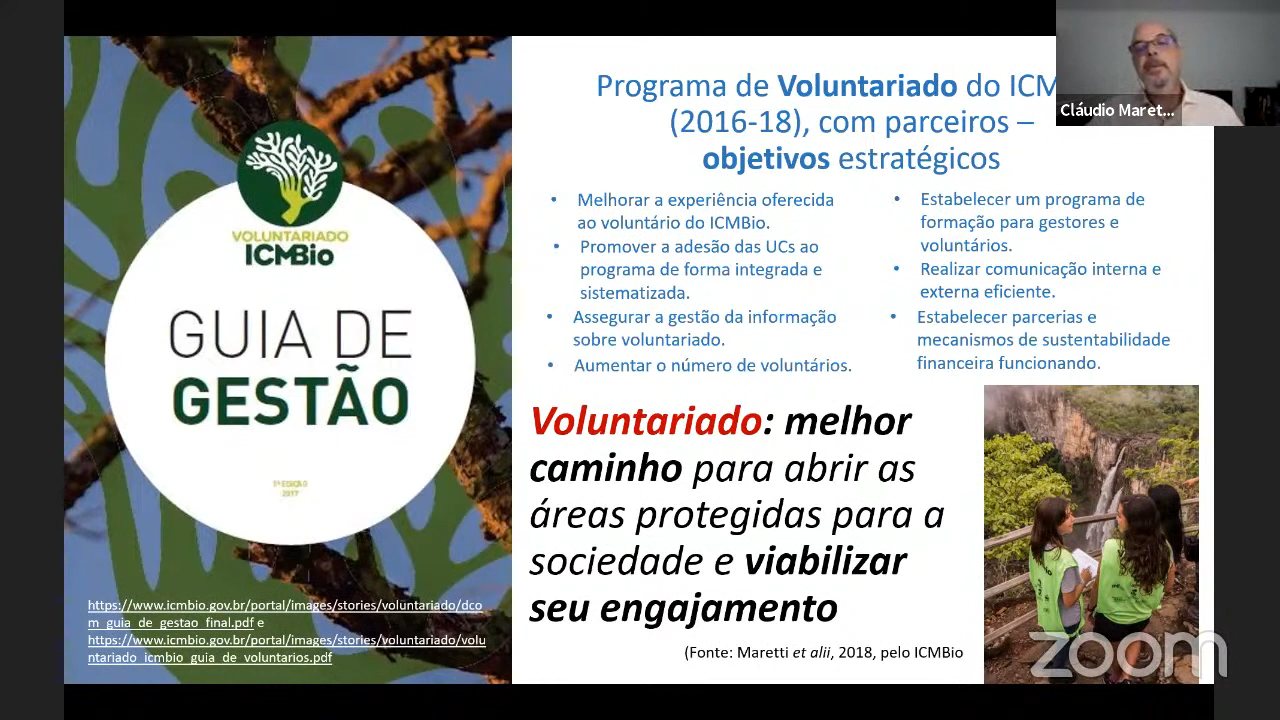 VOLUNTARIADO
ICMBio
GUIA DE
GESTÃO
1ª EDIÇÃO
2017
https://www.icmbio.gov.br/portal/images/stories/voluntariado/dco
m_guia_de_gestao_final.pdf e
https://www.icmbio.gov.br/portal/images/stories/voluntariado/volu
ntariado_icmbio_guia_de_voluntarios.pdf
Programa de Voluntariado do ICM
(2016-18), com parceiros –
objetivos estratégicos
• Melhorar a experiência oferecida
ao voluntário do ICMBio.
• Promover a adesão das UCs ao
programa de forma integrada e
sistematizada.
• Assegurar a gestão da informação
sobre voluntariado.
• Aumentar o número de voluntários.
• Estabelecer um programa de
formação para gestores e
voluntários.
• Realizar comunicação interna e
externa eficiente.
• Estabelecer parcerias e
mecanismos de sustentabilidade
financeira funcionando.
Voluntariado: melhor
caminho para abrir as
áreas protegidas para a
sociedade e viabilizar
seu engajamento
(Fonte: Maretti et alii, 2018, pelo ICMBio
Cláudio Maret...
zoom